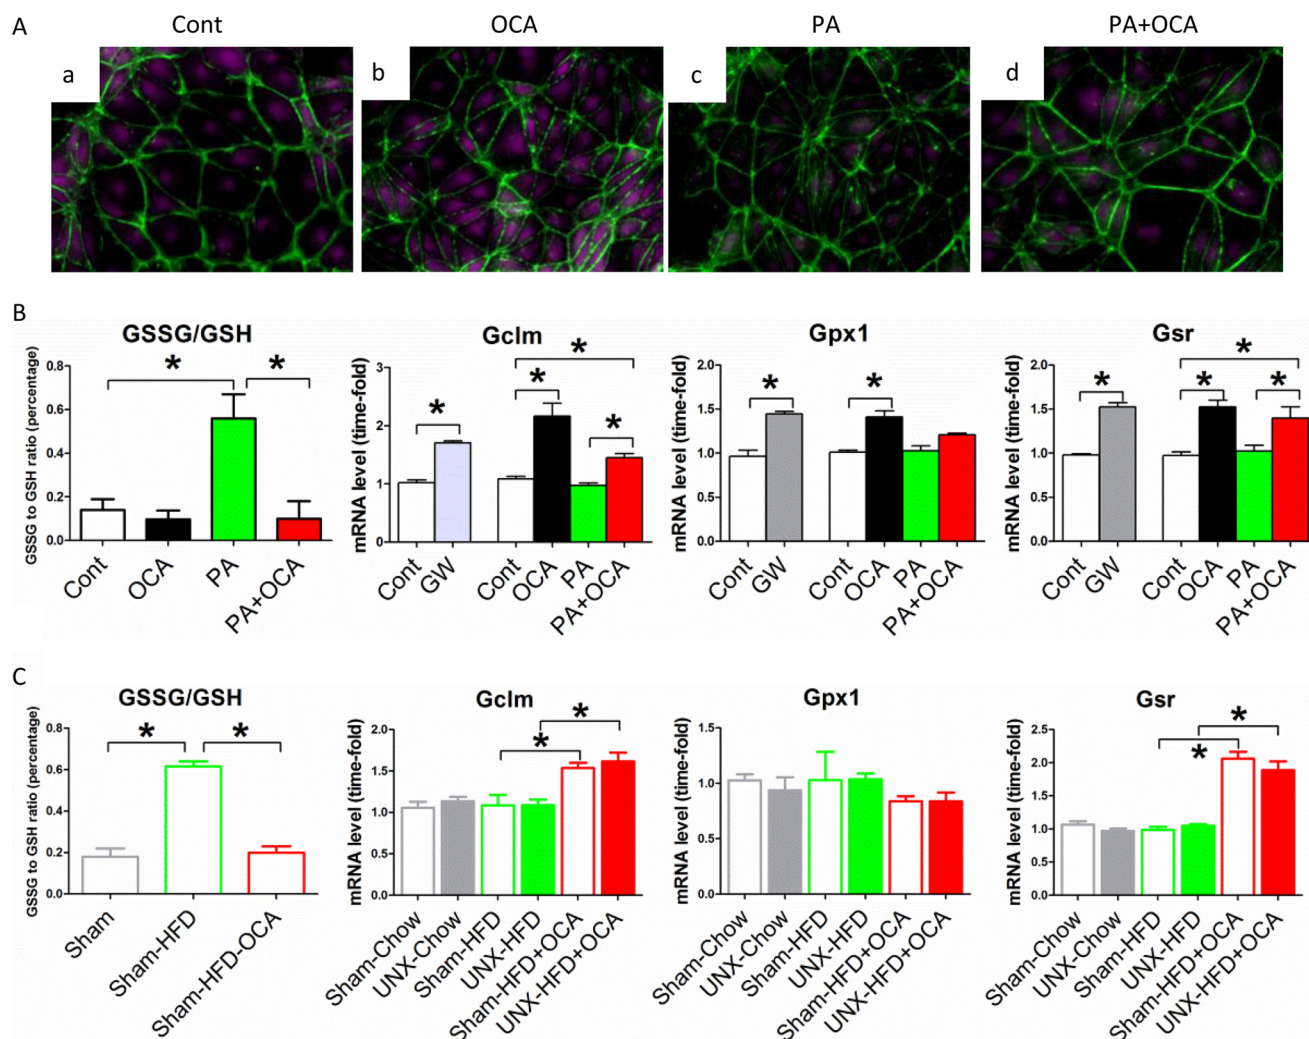 A
Cont
OCA
PA
PA+OCA
a
b
c
d
B
GSSG/GSH
GSSG to GSH ratio (percentage)
0.8
0.6
0.4
0.2
0.0
*
*
Cont
OCA
PA
PA+OCA
Gclm
mRNA level (time-fold)
3
2
1
0
*
*
*
*
Cont
GW
Cont
OCA
PA
PA+OCA
Gpx1
mRNA level (time-fold)
2.0
1.5
1.0
0.5
0.0
*
*
Cont
GW
Cont
OCA
PA
PA+OCA
Gsr
mRNA level (time-fold)
2.0
1.5
1.0
0.5
0.0
*
*
*
*
Cont
GW
Cont
OCA
PA
PA+OCA
C
GSSG/GSH
GSSG to GSH ratio (percentage)
0.8
0.6
0.4
0.2
0.0
*
*
Sham
Sham-HFD
Sham-HFD-OCA
Gclm
mRNA level (time-fold)
2.0
1.5
1.0
0.5
0.0
*
*
Sham-Chow
UNX-Chow
Sham-HFD
UNX-HFD
Sham-HFD+OCA
UNX-HFD+OCA
Gpx1
mRNA level (time-fold)
1.5
1.0
0.5
0.0
Sham-Chow
UNX-Chow
Sham-HFD
UNX-HFD
Sham-HFD+OCA
UNX-HFD+OCA
Gsr
mRNA level (time-fold)
2.5
2.0
1.5
1.0
0.5
0.0
*
*
Sham-Chow
UNX-Chow
Sham-HFD
UNX-HFD
Sham-HFD+OCA
UNX-HFD+OCA